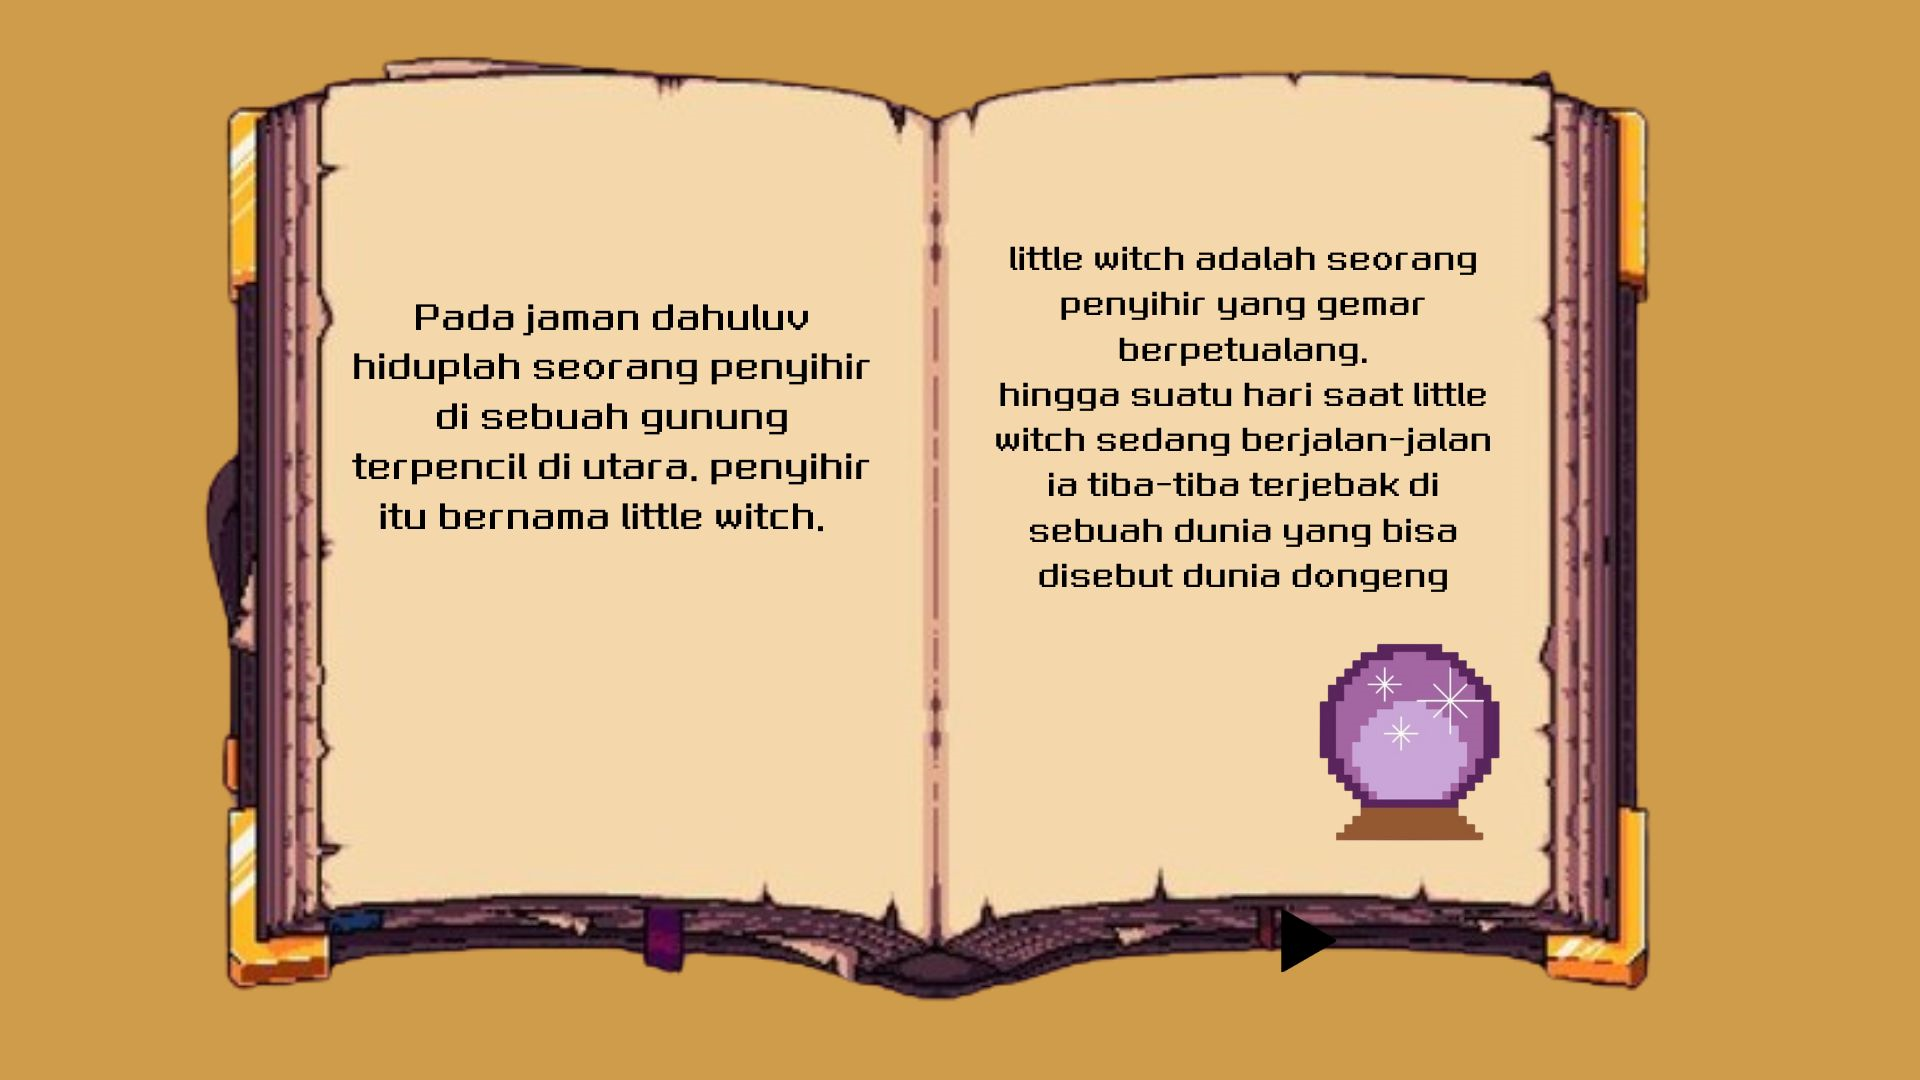 Pada jaman dahuluv
hiduplah seorang penyihir
di sebuah gunung
terpencil di utara. penyihir
itu bernama little witch.
little witch adalah seorang
penyihir yang gemar
berpetualang.
hingga suatu hari saat little
witch sedang berjalan-jalan
ia tiba-tiba terjebak di
sebuah dunia yang bisa
disebut dunia dongeng